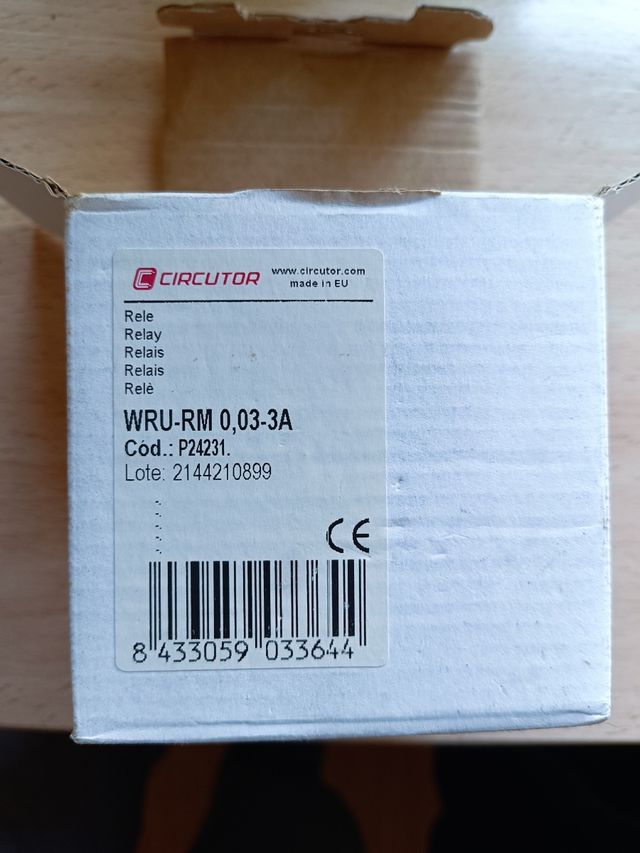 CIRCUTOR
www.circutor.com
made in EU
Rele
Relay
Relais
Relais
Relè
WRU-RM 0,03-3A
Cód.: P24231.
Lote: 2144210899
CE
8 433059 033644